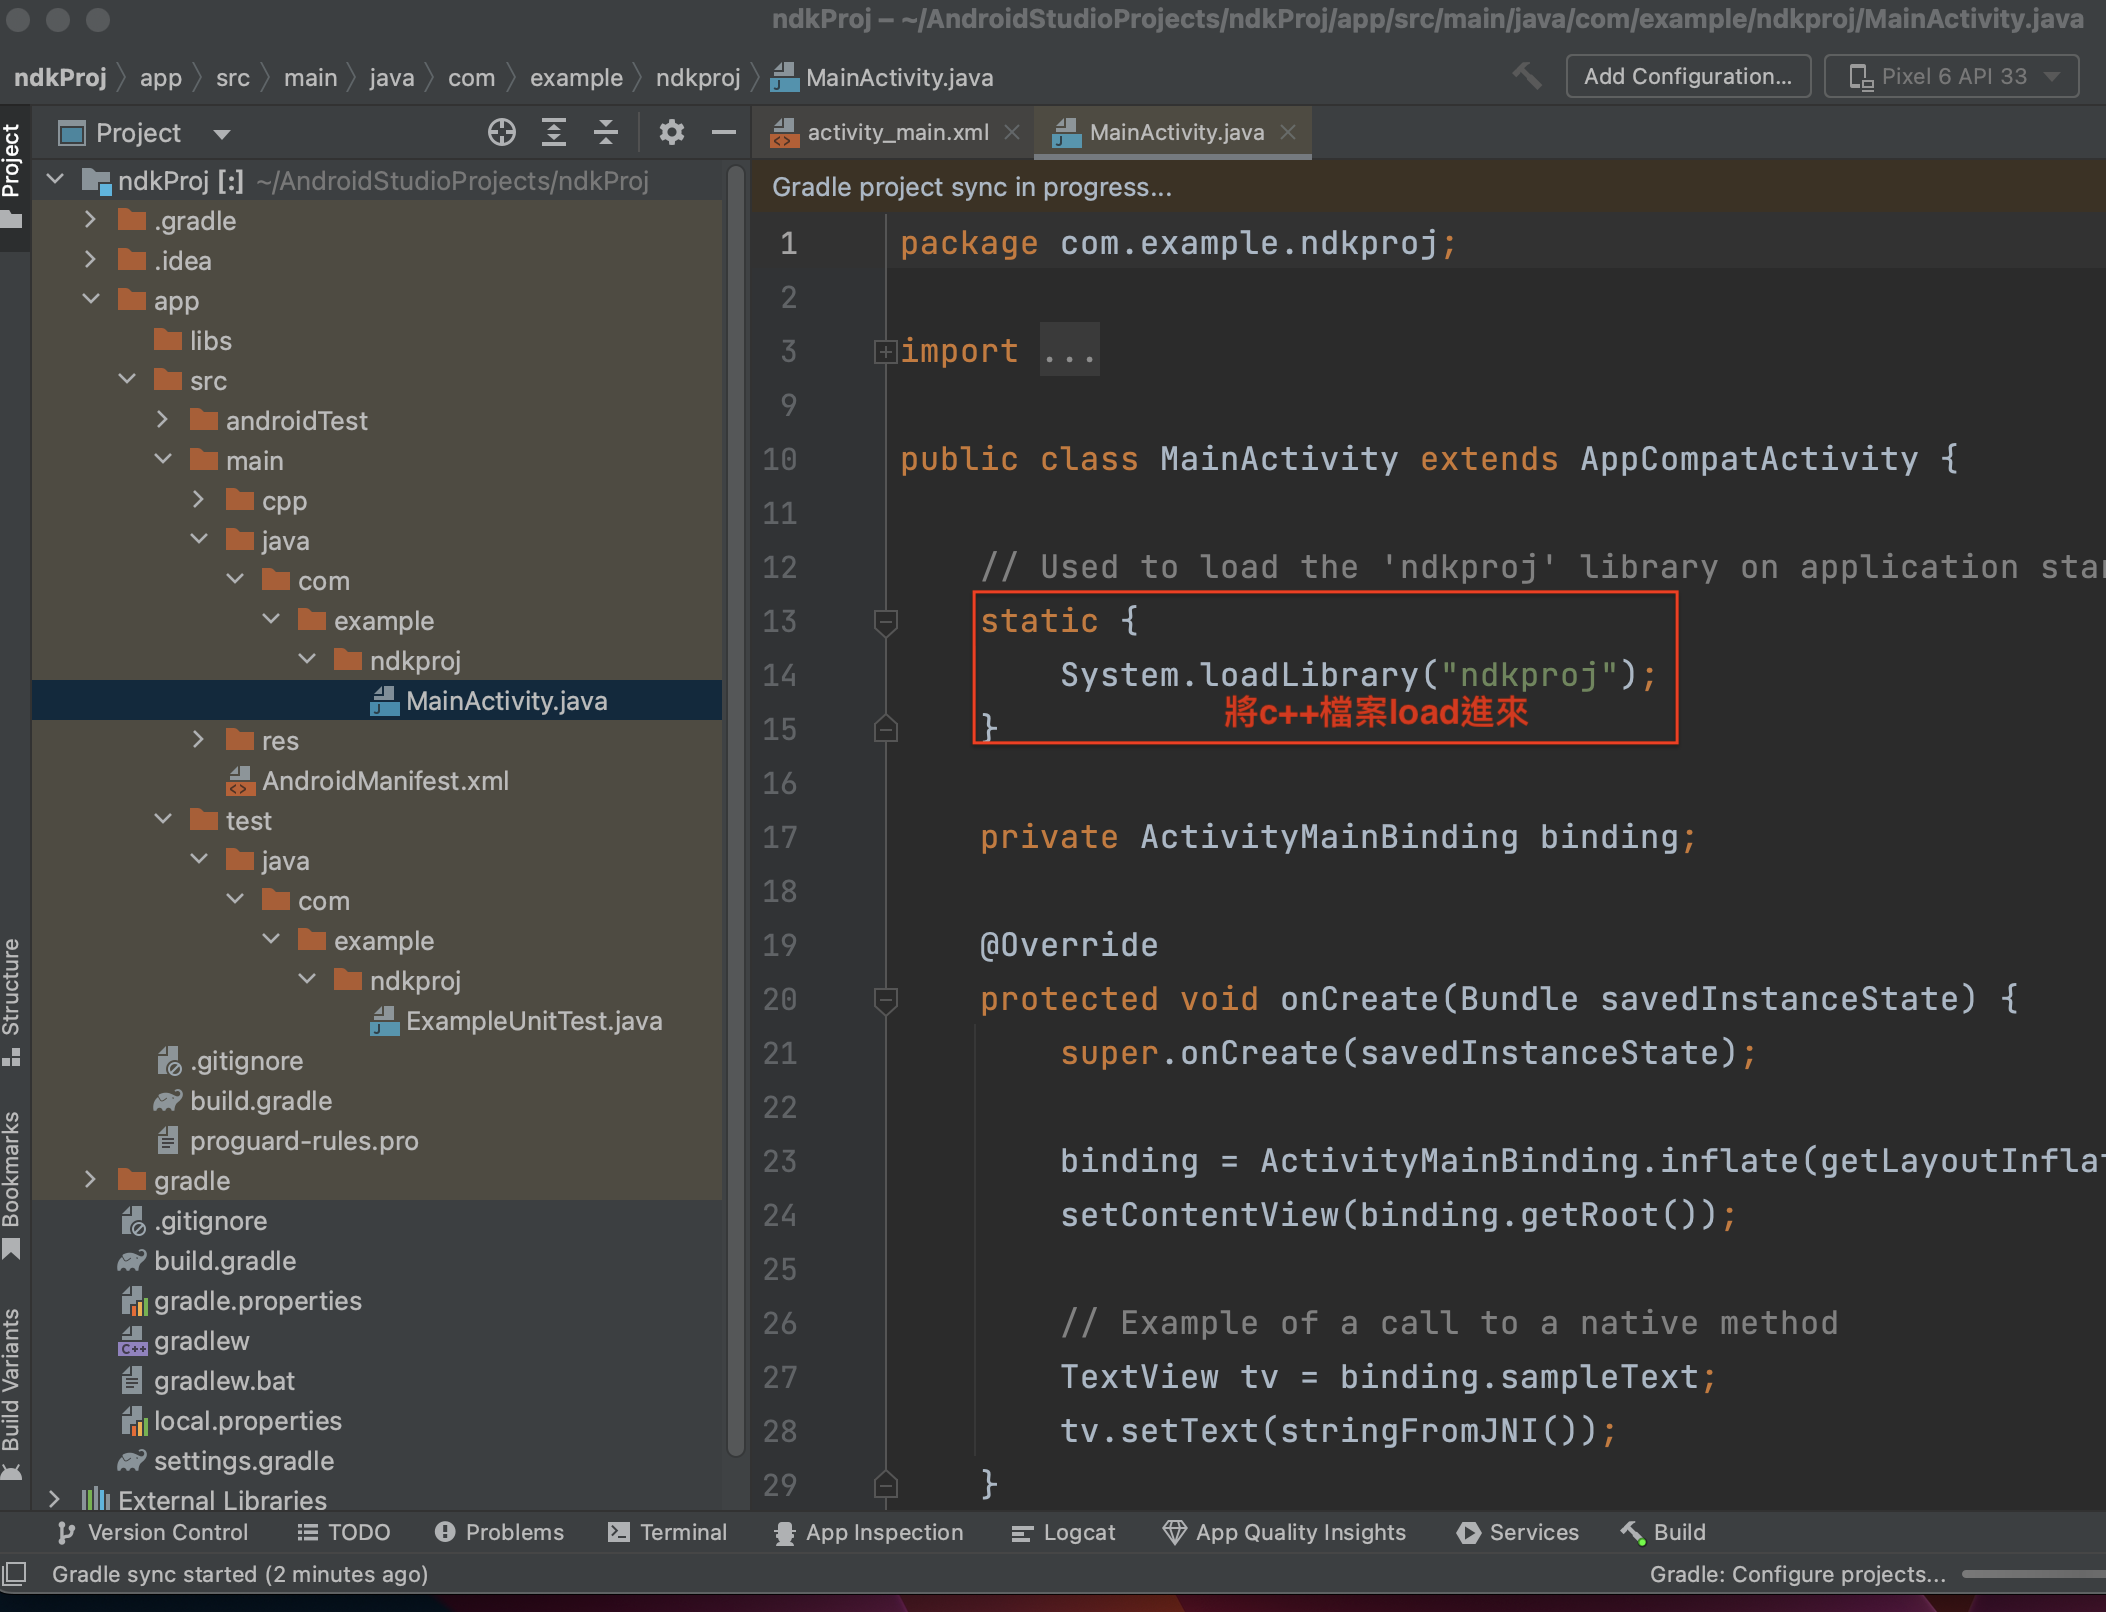 ndkProj – ~/AndroidStudioProjects/ndkProj/app/src/main/java/com/example/ndkproj/MainActivity.java
ndkProj app src main java com example ndkproj MainActivity.java
Add Configuration...
Pixel 6 API 33
Project
Project
activity_main.xml
MainActivity.java
ndkProj [:] ~/AndroidStudioProjects/ndkProj
.gradle
.idea
app
libs
src
androidTest
main
cpp
java
com
example
ndkproj
MainActivity.java
res
AndroidManifest.xml
test
java
com
example
ndkproj
ExampleUnitTest.java
.gitignore
build.gradle
proguard-rules.pro
gradle
.gitignore
build.gradle
gradle.properties
gradlew
gradlew.bat
local.properties
settings.gradle
External Libraries
Structure
Bookmarks
Build Variants
Gradle project sync in progress...
1 package com.example.ndkproj;
2
3 import ...
9
10 public class MainActivity extends AppCompatActivity {
11
12 // Used to load the 'ndkproj' library on application star
13 static {
14 System.loadLibrary("ndkproj");
將c++檔案load進來
15 }
16
17 private ActivityMainBinding binding;
18
19 @Override
20 protected void onCreate(Bundle savedInstanceState) {
21 super.onCreate(savedInstanceState);
22
23 binding = ActivityMainBinding.inflate(getLayoutInflat
24 setContentView(binding.getRoot());
25
26 // Example of a call to a native method
27 TextView tv = binding.sampleText;
28 tv.setText(stringFromJNI());
29 }
Version Control TODO Problems Terminal App Inspection Logcat App Quality Insights Services Build
Gradle sync started (2 minutes ago)
Gradle: Configure projects...